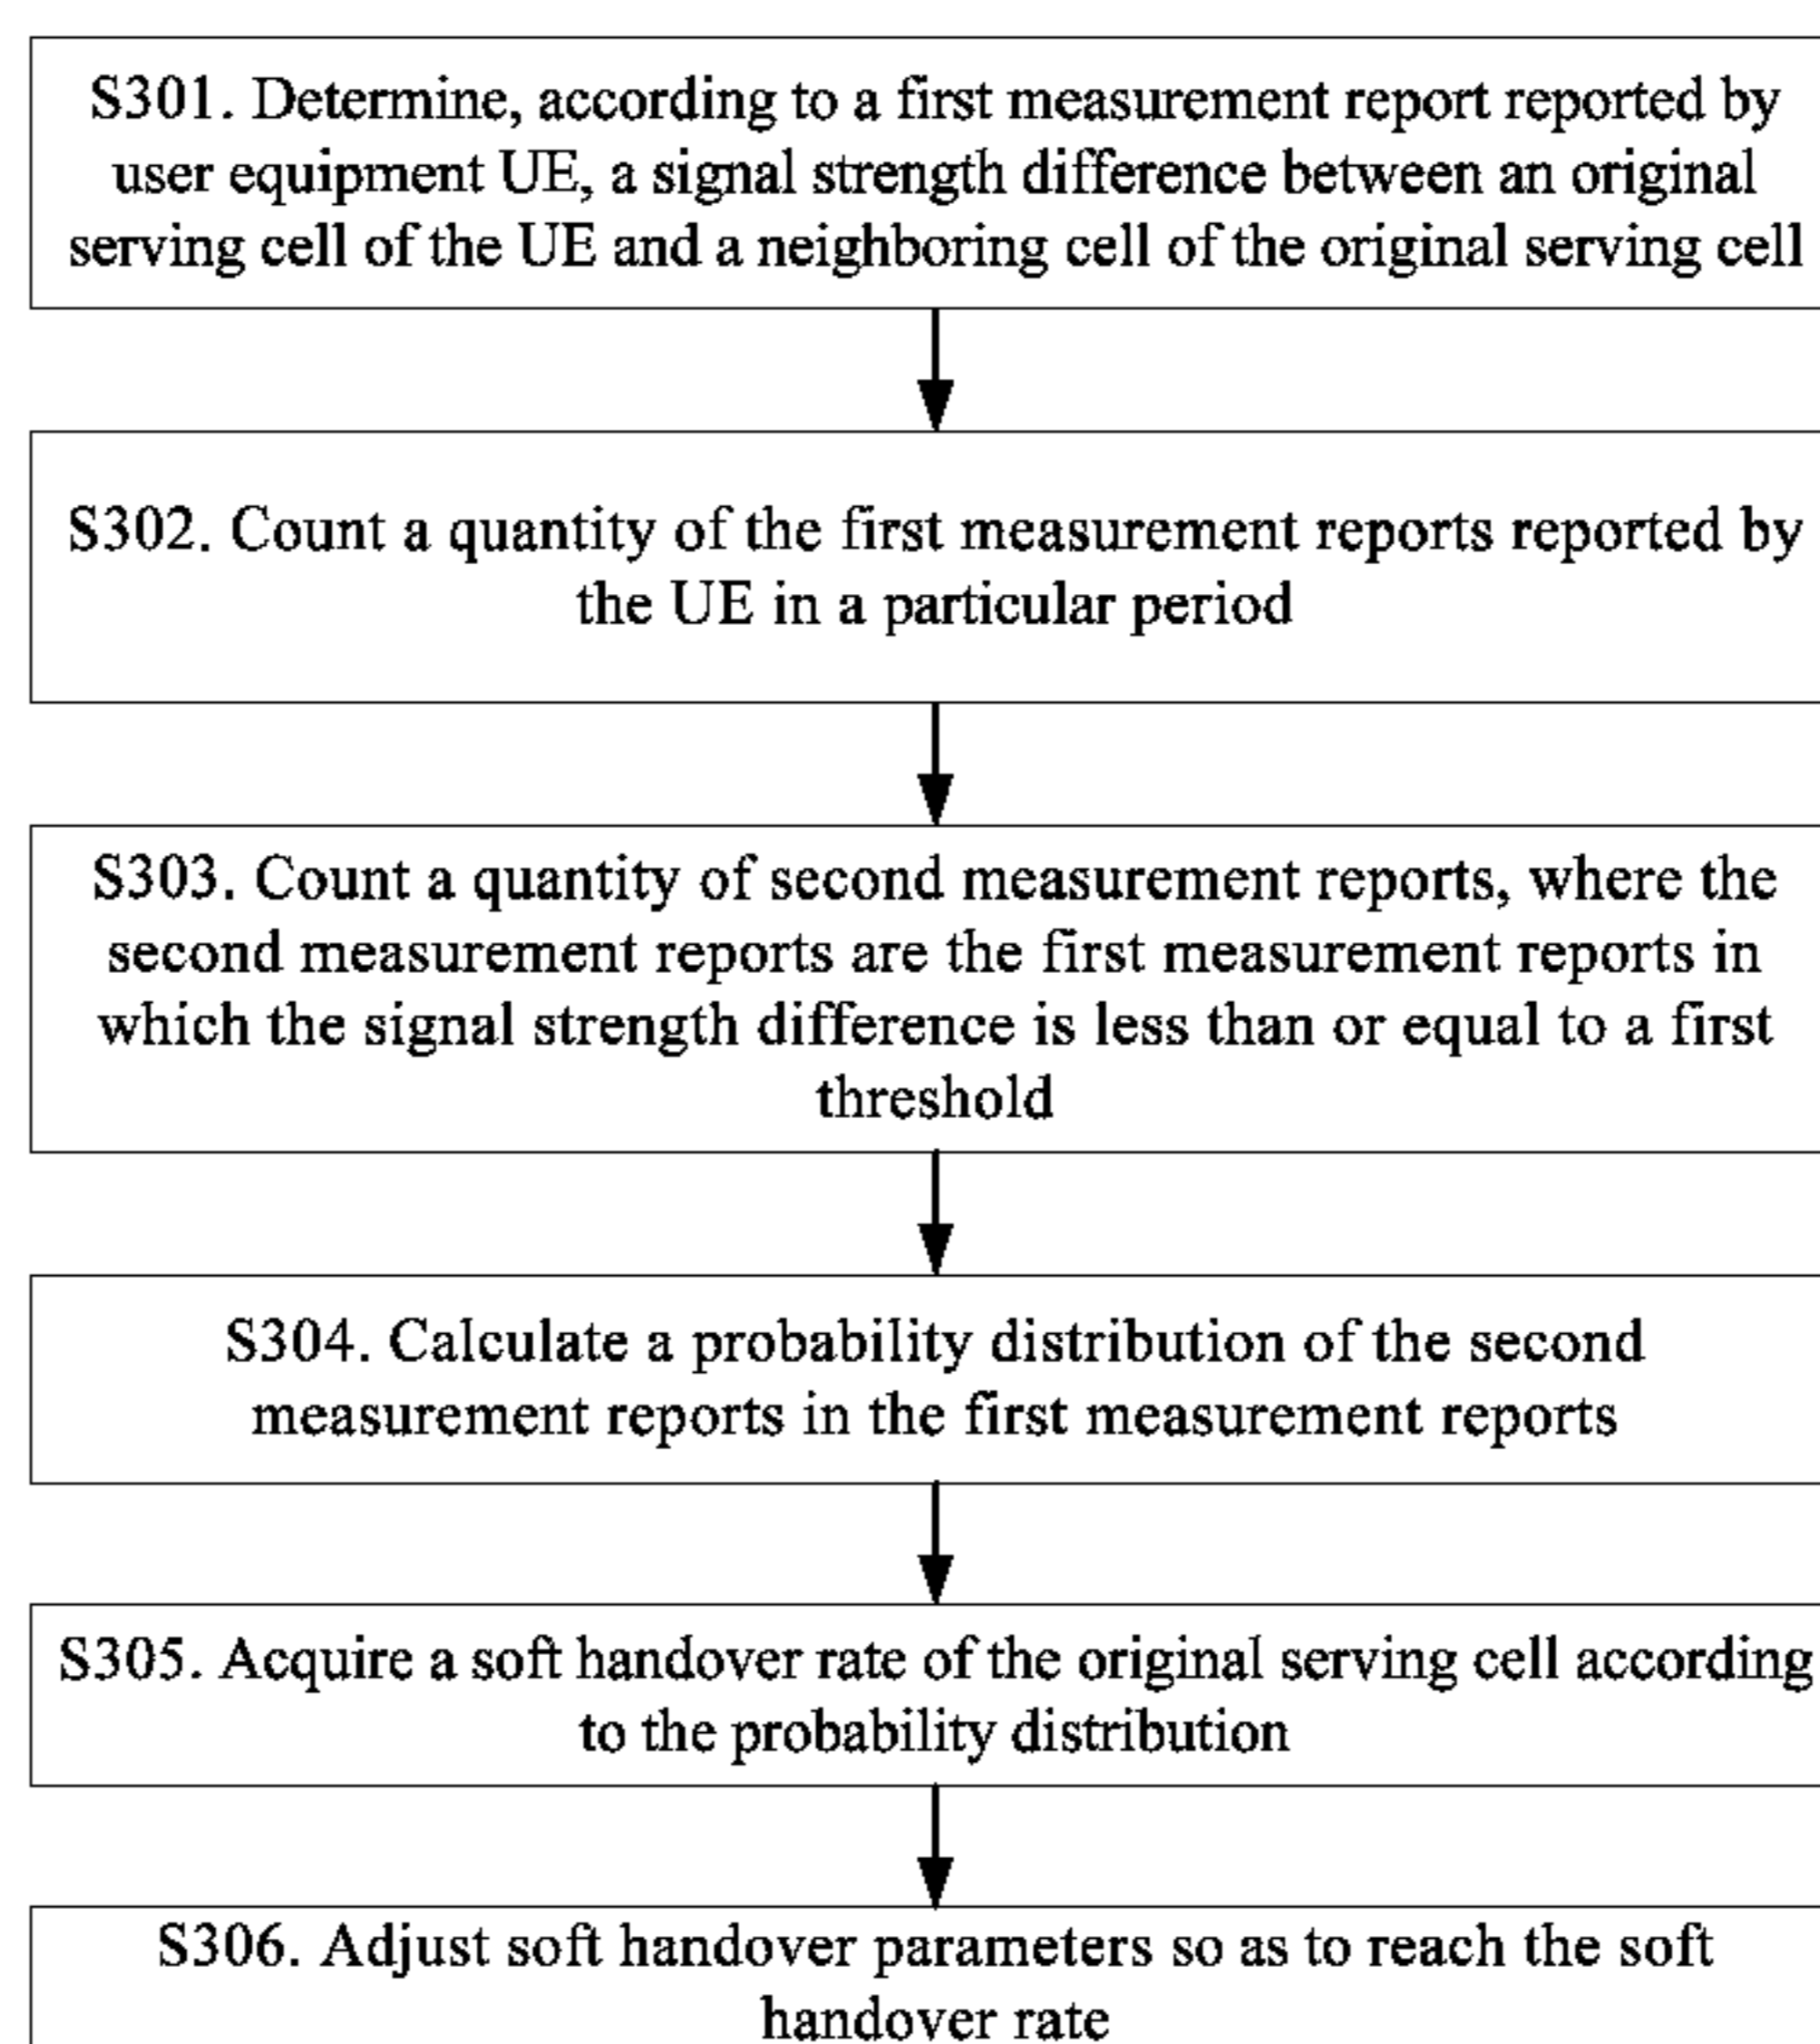 S301. Determine, according to a first measurement report reported by
user equipment UE, a signal strength difference between an original
serving cell of the UE and a neighboring cell of the original serving cell
S302. Count a quantity of the first measurement reports reported by
the UE in a particular period
S303. Count a quantity of second measurement reports, where the
second measurement reports are the first measurement reports in
which the signal strength difference is less than or equal to a first
threshold
S304. Calculate a probability distribution of the second
measurement reports in the first measurement reports
S305. Acquire a soft handover rate of the original serving cell according
to the probability distribution
S306. Adjust soft handover parameters so as to reach the soft
handover rate